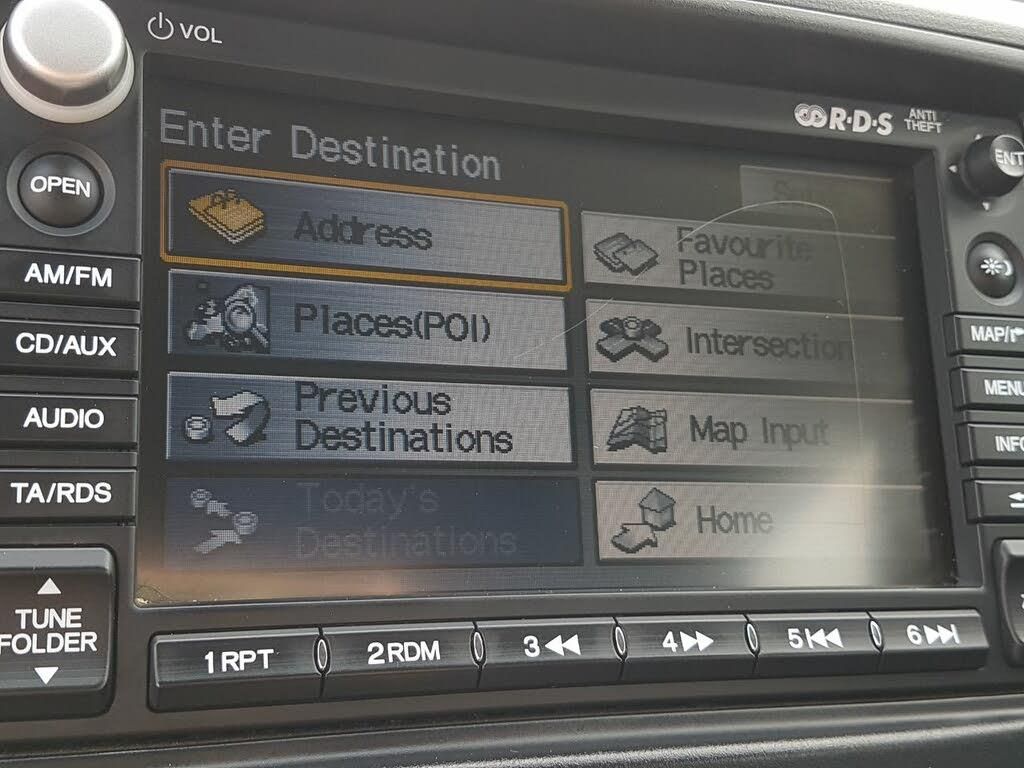 VOL
R·D·S
ANTI
THEFT
ENT
OPEN
AM/FM
CD/AUX
AUDIO
TA/RDS
TUNE
FOLDER
Enter Destination
Address
Places(POI)
Previous
Destinations
Today's
Destinations
Favourite
Places
Intersection
Map Input
Home
MAP/
MENU
INFO
1RPT
2RDM
3
4
5
6